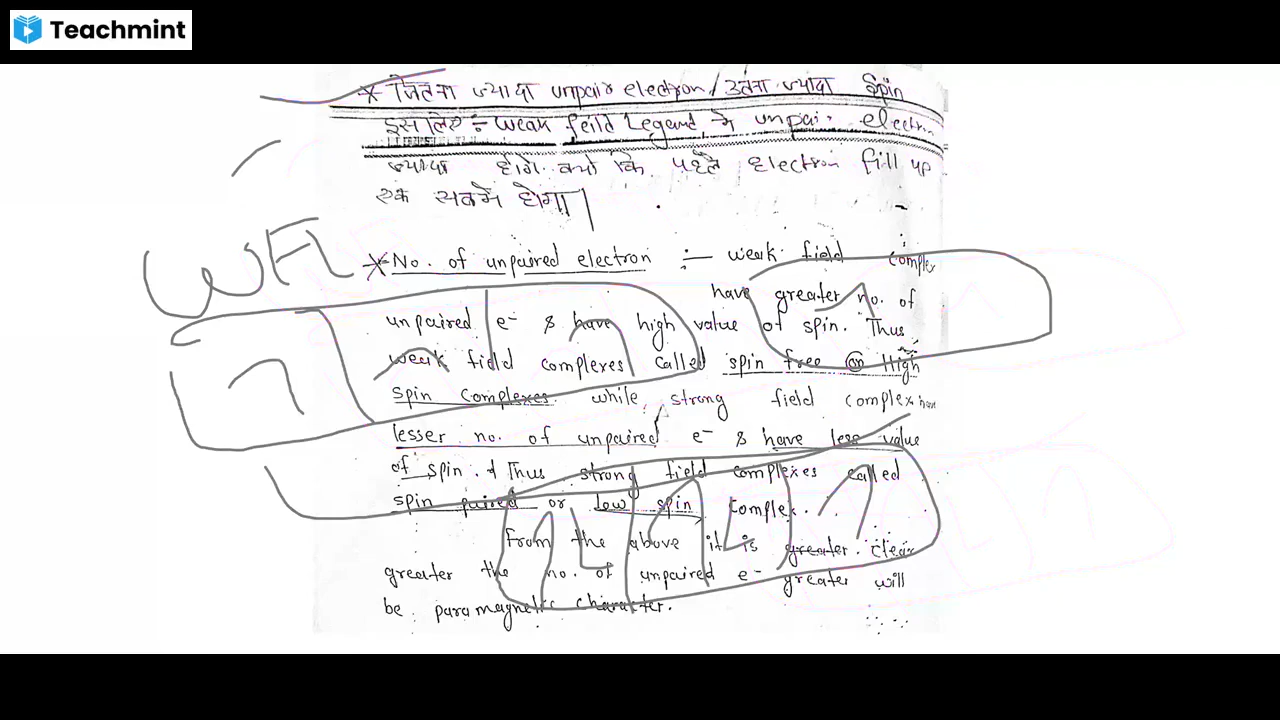 Teachmint
* जितना ज्यादा unpair electron, उतना ज्यादा spin
इसलिए :- weak feild Legand में unpair electron
ज्यादा होंगे क्यों कि पहले electron fill up
एक सबमें होगा।
WFL
* No. of unpaired electron :- weak field complex
have greater no. of
unpaired e⁻ & have high value of spin. Thus
weak field complexes called spin free or High
spin complexes. while strong field complex have
lesser no. of unpaired e⁻ & have less value
of spin. & Thus strong field complexes called
spin paired or low spin complex.
from the above it is greater. clear
greater the no. of unpaired e⁻ greater will
be paramagnetic character.